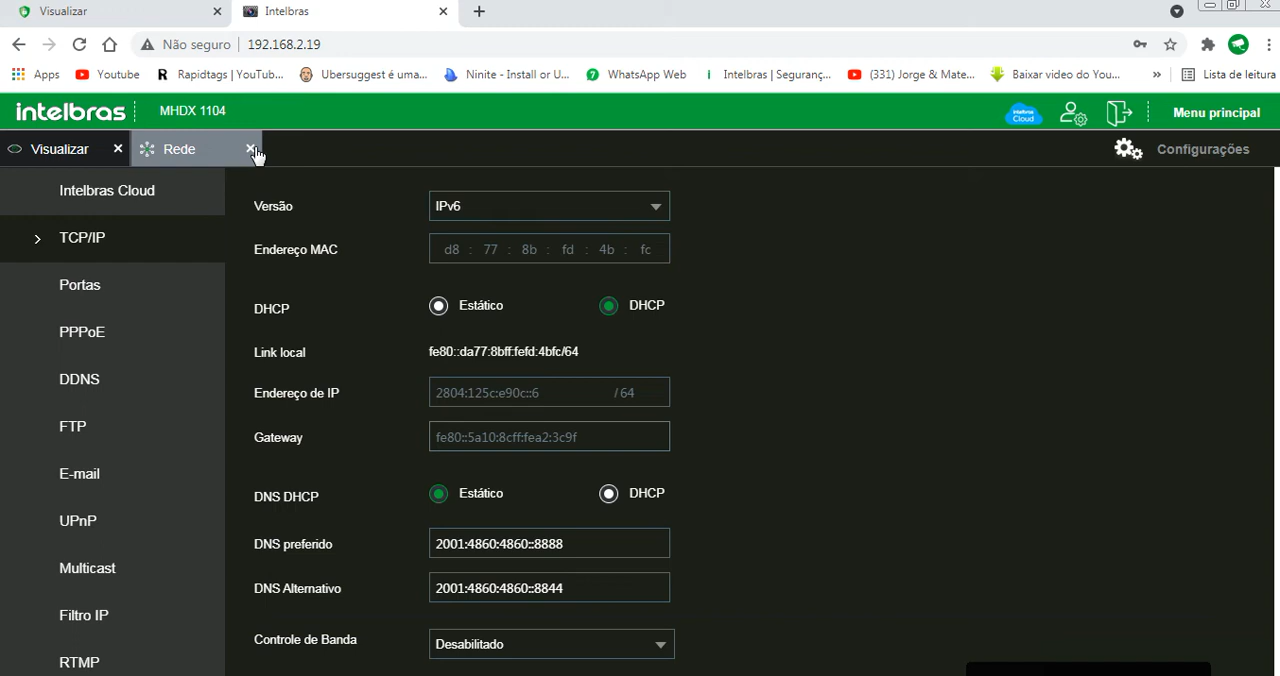 Visualizar
Intelbras
Não seguro
192.168.2.19
Apps
Youtube
Rapidtags | YouTub...
Ubersuggest é uma...
Ninite - Install or U...
WhatsApp Web
Intelbras | Seguranç...
(331) Jorge & Mate...
Baixar video do You...
»
Lista de leitura
intelbras
MHDX 1104
Intelbras Cloud
Menu principal
Visualizar
Rede
Configurações
Intelbras Cloud
TCP/IP
Portas
PPPoE
DDNS
FTP
E-mail
UPnP
Multicast
Filtro IP
RTMP
Versão
IPv6
Endereço MAC
d8 : 77 : 8b : fd : 4b : fc
DHCP
Estático
DHCP
Link local
fe80::da77:8bff:fefd:4bfc/64
Endereço de IP
2804:125c:e90c::6 / 64
Gateway
fe80::5a10:8cff:fea2:3c9f
DNS DHCP
Estático
DHCP
DNS preferido
2001:4860:4860::8888
DNS Alternativo
2001:4860:4860::8844
Controle de Banda
Desabilitado